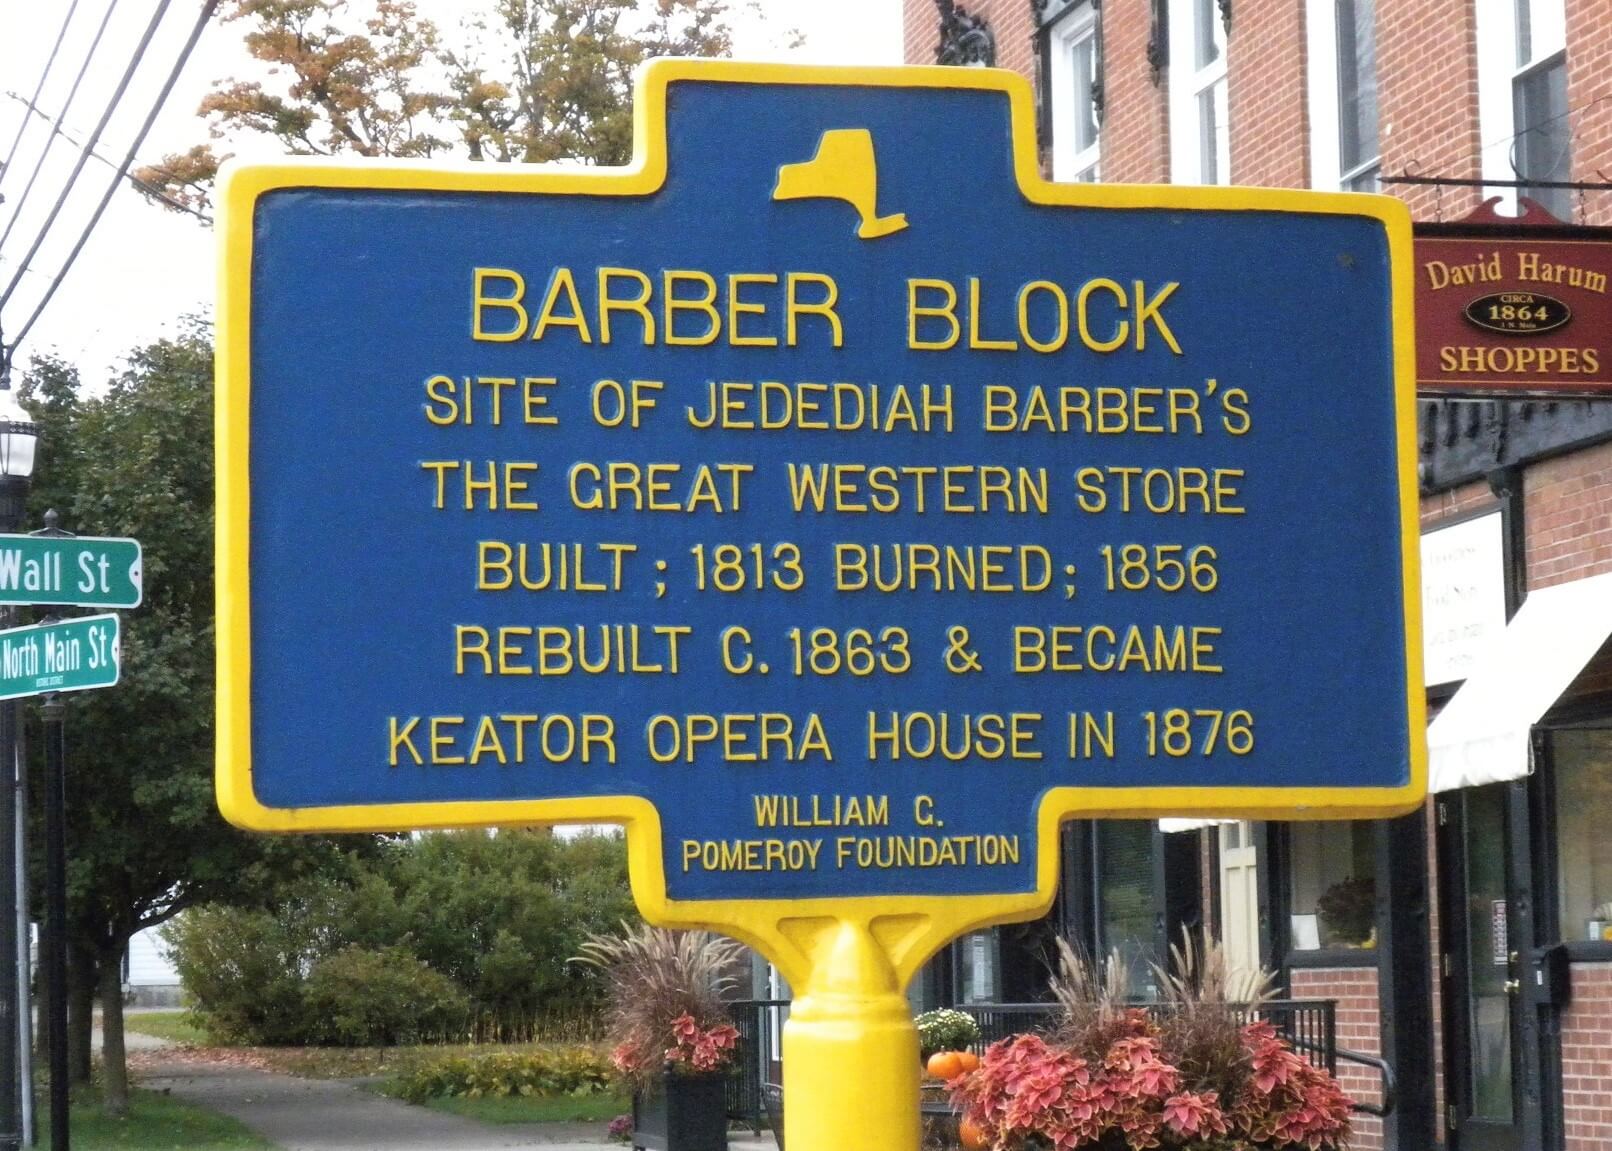 BARBER BLOCK
SITE OF JEDEDIAH BARBER'S
THE GREAT WESTERN STORE
BUILT; 1813 BURNED; 1856
REBUILT C. 1863 & BECAME
KEATOR OPERA HOUSE IN 1876
WILLIAM G.
POMEROY FOUNDATION
David Harum
CIRCA
1864
SHOPPES
Wall St
North Main St